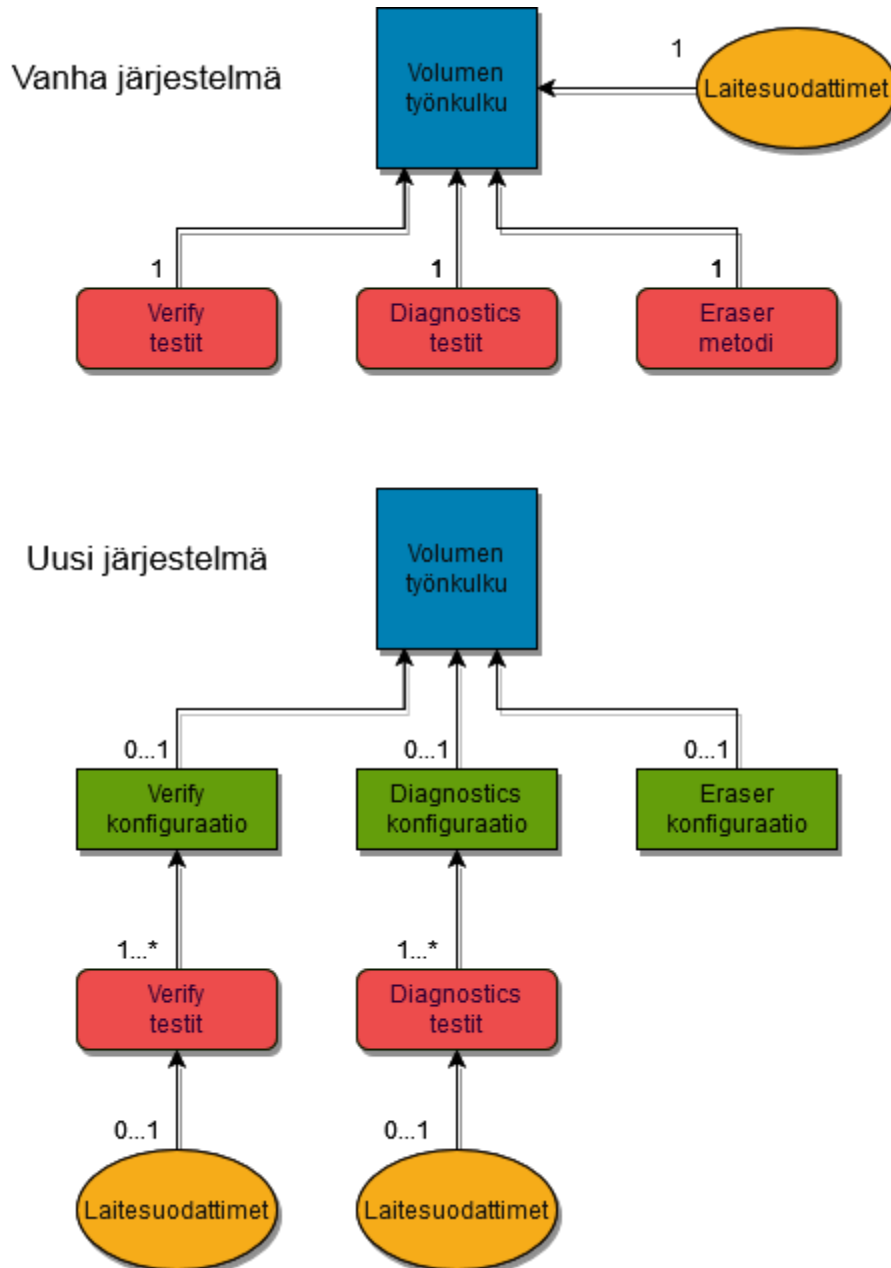 Vanha järjestelmä
Volumen
työnkulku
1
Laitesuodattimet
1
1
1
Verify
testit
Diagnostics
testit
Eraser
metodi
Uusi järjestelmä
Volumen
työnkulku
0...1
0...1
0...1
Verify
konfiguraatio
Diagnostics
konfiguraatio
Eraser
konfiguraatio
1...*
1...*
Verify
testit
Diagnostics
testit
0...1
0...1
Laitesuodattimet
Laitesuodattimet